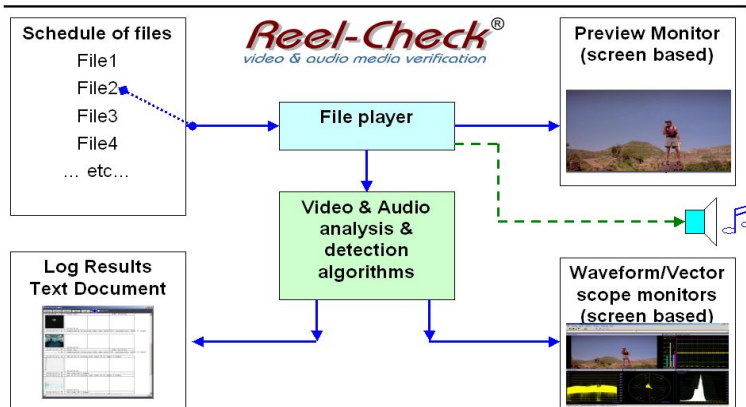 Schedule of files
File1
File2
File3
File4
... etc...
Reel-Check®
video & audio media verification
File player
Preview Monitor
(screen based)
Video & Audio
analysis &
detection
algorithms
Log Results
Text Document
Waveform/Vector
scope monitors
(screen based)